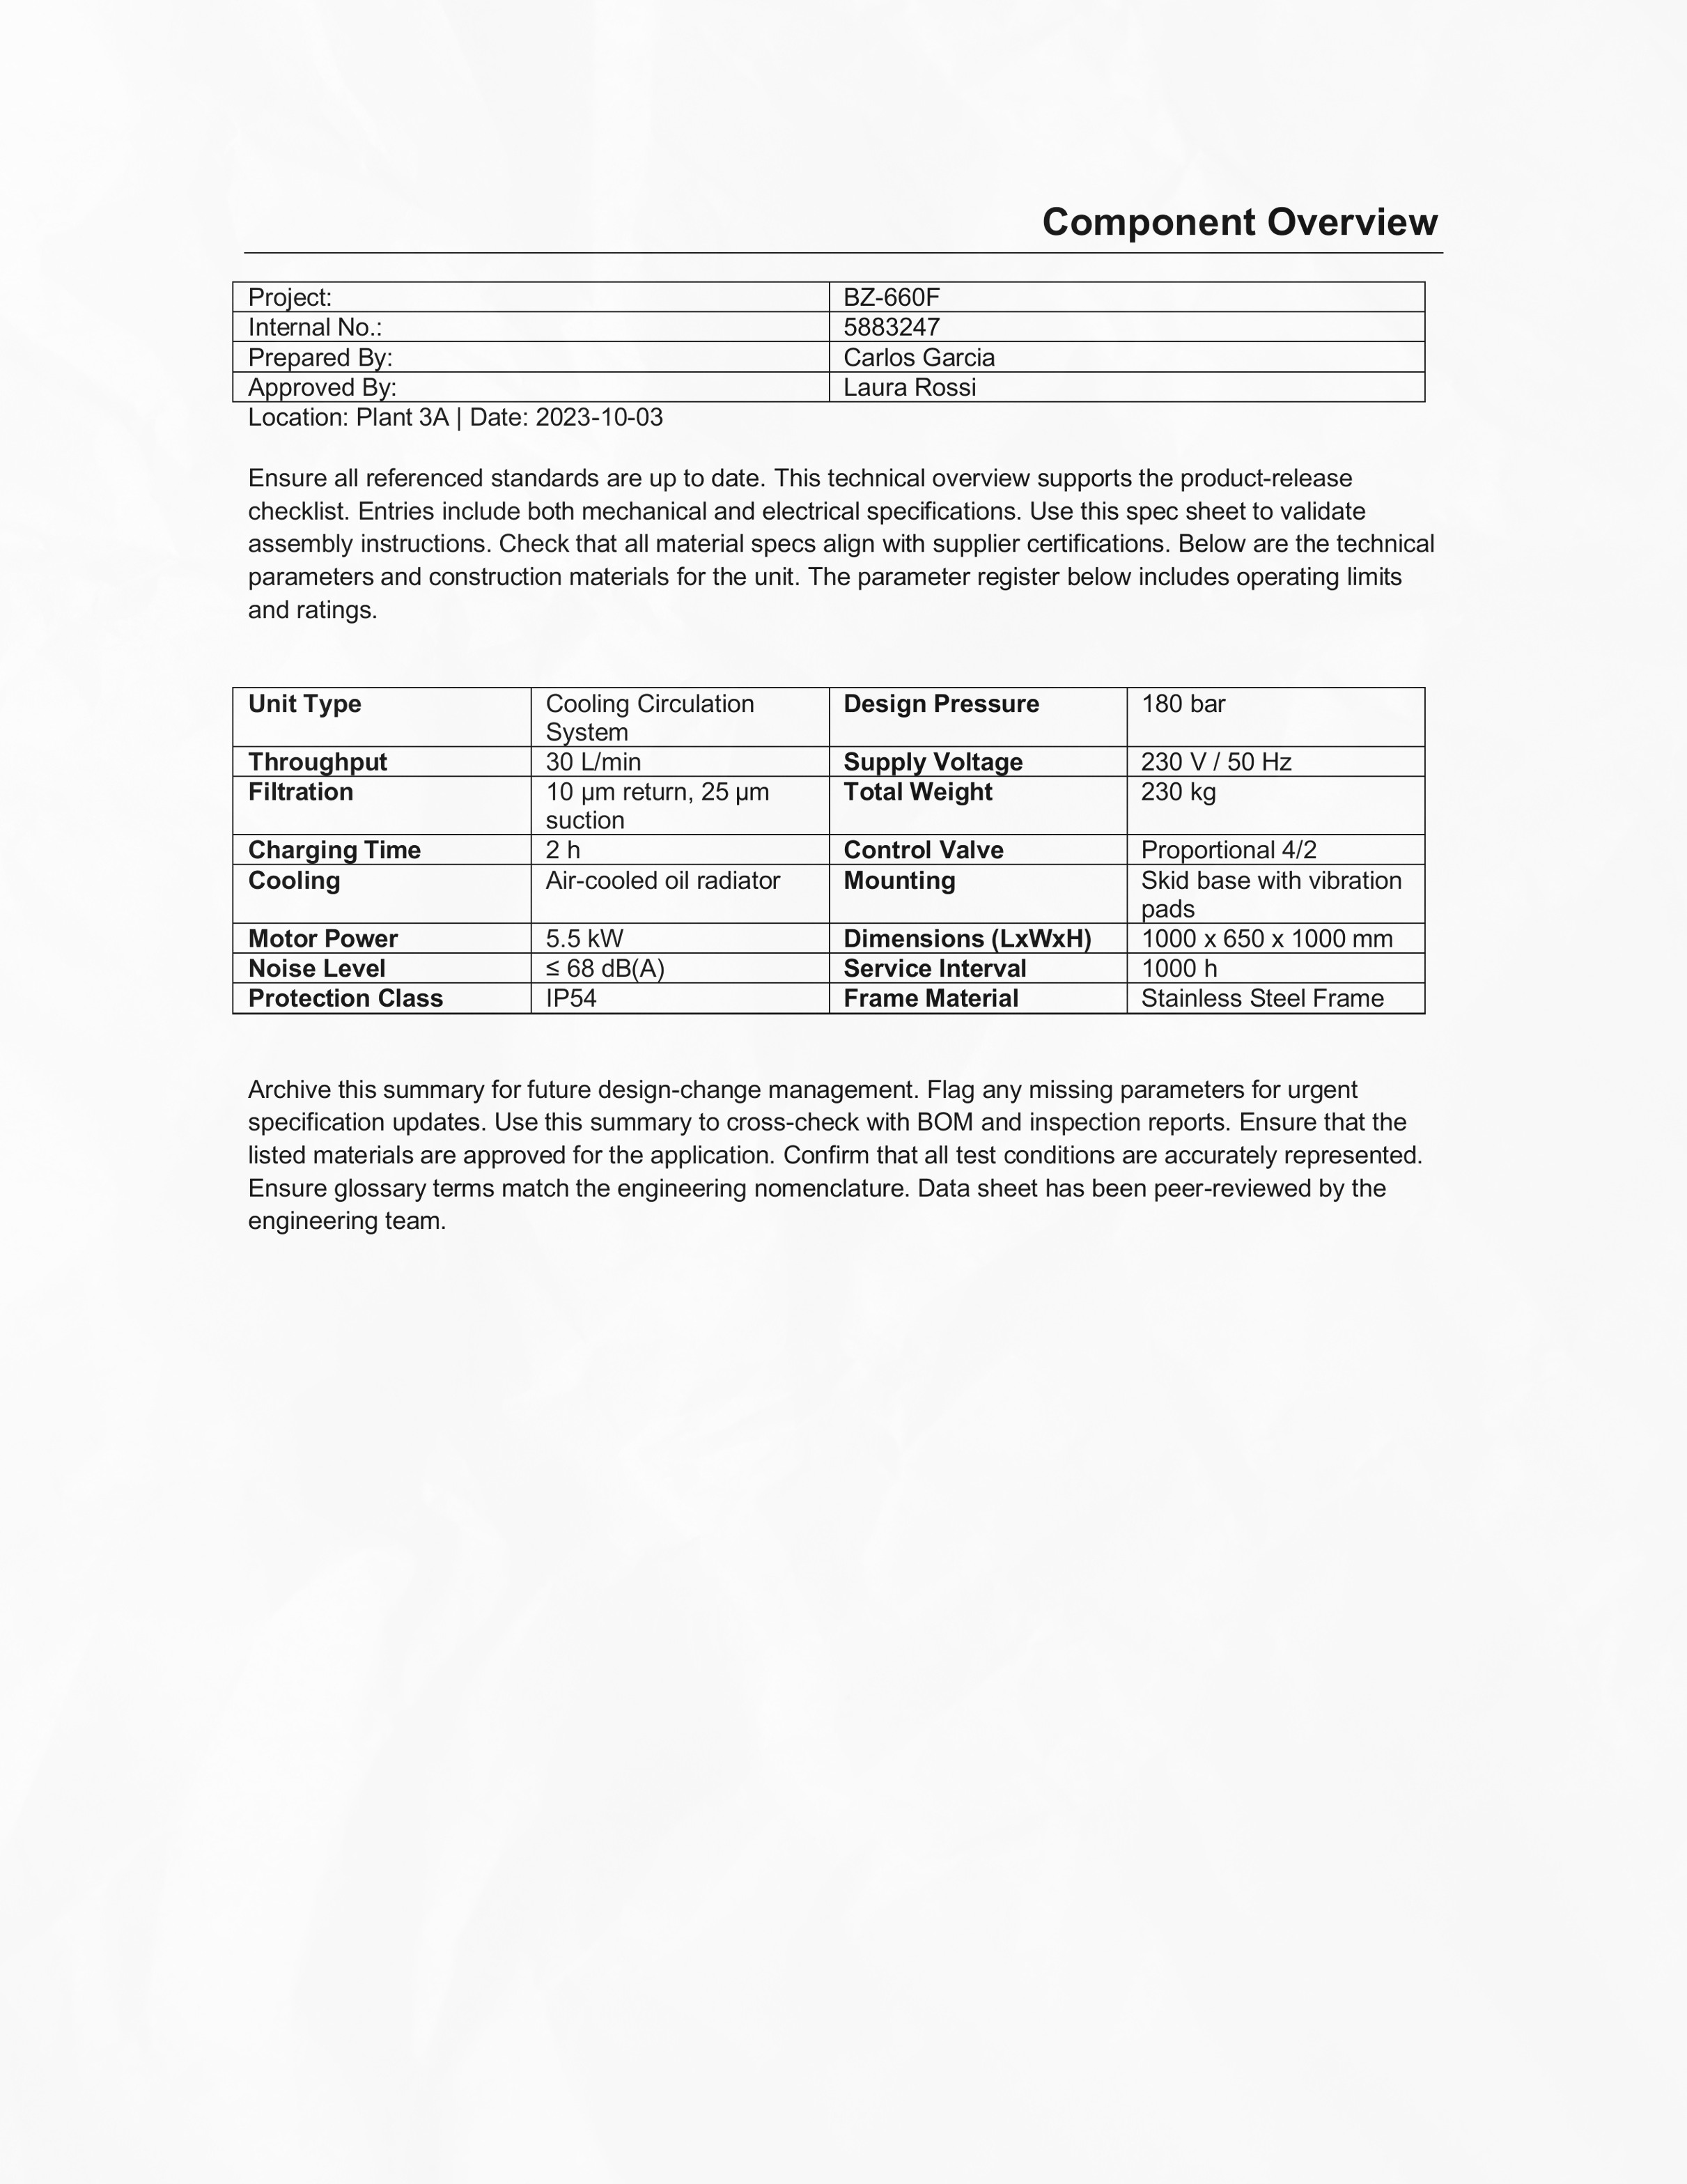 Component Overview
Project: BZ-660F
Internal No.: 5883247
Prepared By: Carlos Garcia
Approved By: Laura Rossi
Location: Plant 3A | Date: 2023-10-03
Ensure all referenced standards are up to date. This technical overview supports the product-release
checklist. Entries include both mechanical and electrical specifications. Use this spec sheet to validate
assembly instructions. Check that all material specs align with supplier certifications. Below are the technical
parameters and construction materials for the unit. The parameter register below includes operating limits
and ratings.
Unit Type Cooling Circulation Design Pressure 180 bar
System
Throughput 30 L/min Supply Voltage 230 V / 50 Hz
Filtration 10 µm return, 25 µm Total Weight 230 kg
suction
Charging Time 2 h Control Valve Proportional 4/2
Cooling Air-cooled oil radiator Mounting Skid base with vibration
pads
Motor Power 5.5 kW Dimensions (LxWxH) 1000 x 650 x 1000 mm
Noise Level ≤ 68 dB(A) Service Interval 1000 h
Protection Class IP54 Frame Material Stainless Steel Frame
Archive this summary for future design-change management. Flag any missing parameters for urgent
specification updates. Use this summary to cross-check with BOM and inspection reports. Ensure that the
listed materials are approved for the application. Confirm that all test conditions are accurately represented.
Ensure glossary terms match the engineering nomenclature. Data sheet has been peer-reviewed by the
engineering team.